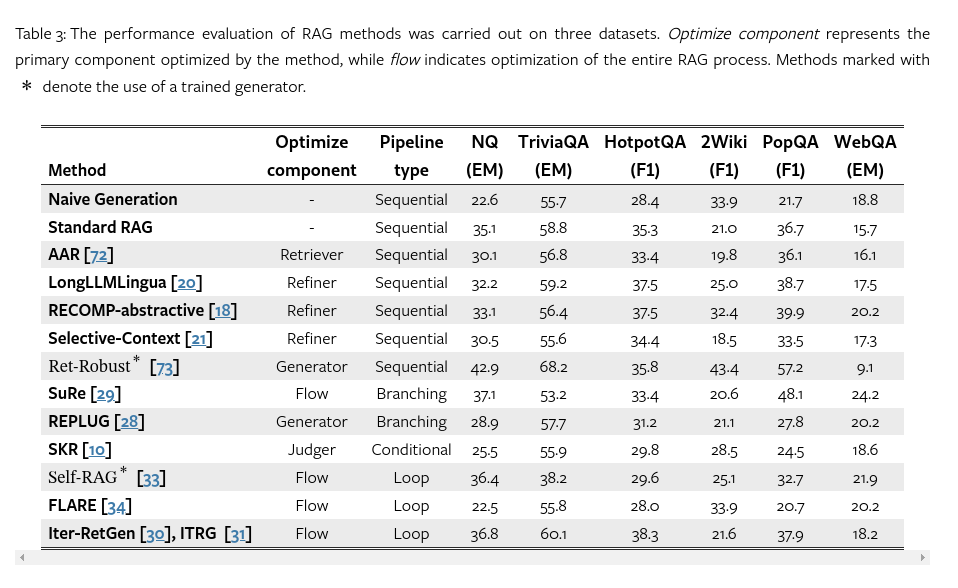 Table 3: The performance evaluation of RAG methods was carried out on three datasets. Optimize component represents the
primary component optimized by the method, while flow indicates optimization of the entire RAG process. Methods marked with
* denote the use of a trained generator.
Optimize Pipeline NQ TriviaQA HotpotQA 2Wiki PopQA WebQA
Method component type (EM) (EM) (F1) (F1) (F1) (EM)
Naive Generation - Sequential 22.6 55.7 28.4 33.9 21.7 18.8
Standard RAG - Sequential 35.1 58.8 35.3 21.0 36.7 15.7
AAR [72] Retriever Sequential 30.1 56.8 33.4 19.8 36.1 16.1
LongLLMLingua [20] Refiner Sequential 32.2 59.2 37.5 25.0 38.7 17.5
RECOMP-abstractive [18] Refiner Sequential 33.1 56.4 37.5 32.4 39.9 20.2
Selective-Context [21] Refiner Sequential 30.5 55.6 34.4 18.5 33.5 17.3
Ret-Robust* [73] Generator Sequential 42.9 68.2 35.8 43.4 57.2 9.1
SuRe [29] Flow Branching 37.1 53.2 33.4 20.6 48.1 24.2
REPLUG [28] Generator Branching 28.9 57.7 31.2 21.1 27.8 20.2
SKR [10] Judger Conditional 25.5 55.9 29.8 28.5 24.5 18.6
Self-RAG* [33] Flow Loop 36.4 38.2 29.6 25.1 32.7 21.9
FLARE [34] Flow Loop 22.5 55.8 28.0 33.9 20.7 20.2
Iter-RetGen [30], ITRG [31] Flow Loop 36.8 60.1 38.3 21.6 37.9 18.2